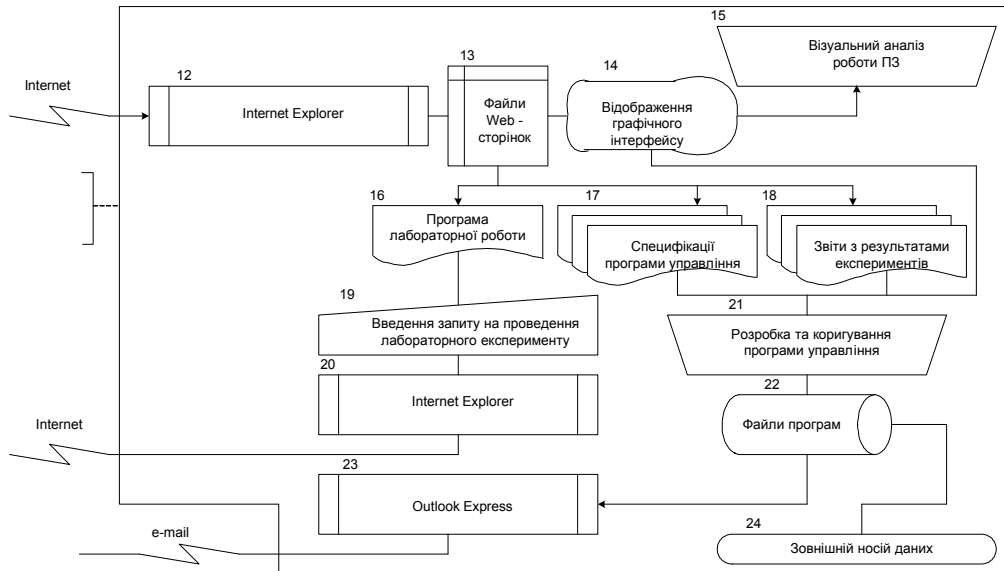 15
Візуальний аналіз
роботи ПЗ
Internet
12
Internet Explorer
13
Файли
Web -
сторінок
14
Відображення
графічного
інтерфейсу
16
Програма
лабораторної роботи
17
Специфікації
програми управління
18
Звіти з результатами
експериментів
19
Введення запиту на проведення
лабораторного експерименту
21
Розробка та коригування
програми управління
20
Internet Explorer
22
Файли програм
Internet
23
Outlook Express
e-mail
24
Зовнішній носій даних